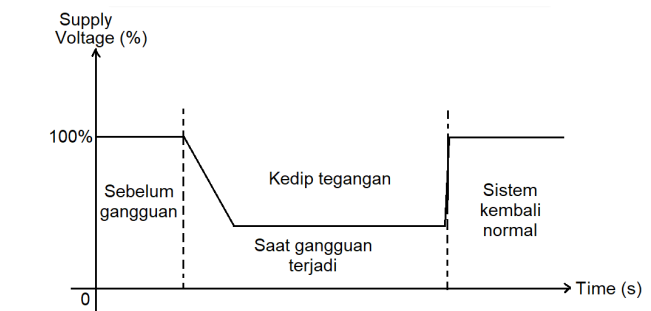 Supply
Voltage (%)
100%
Sebelum
gangguan
Kedip tegangan
Saat gangguan
terjadi
Sistem
kembali
normal
0
Time (s)